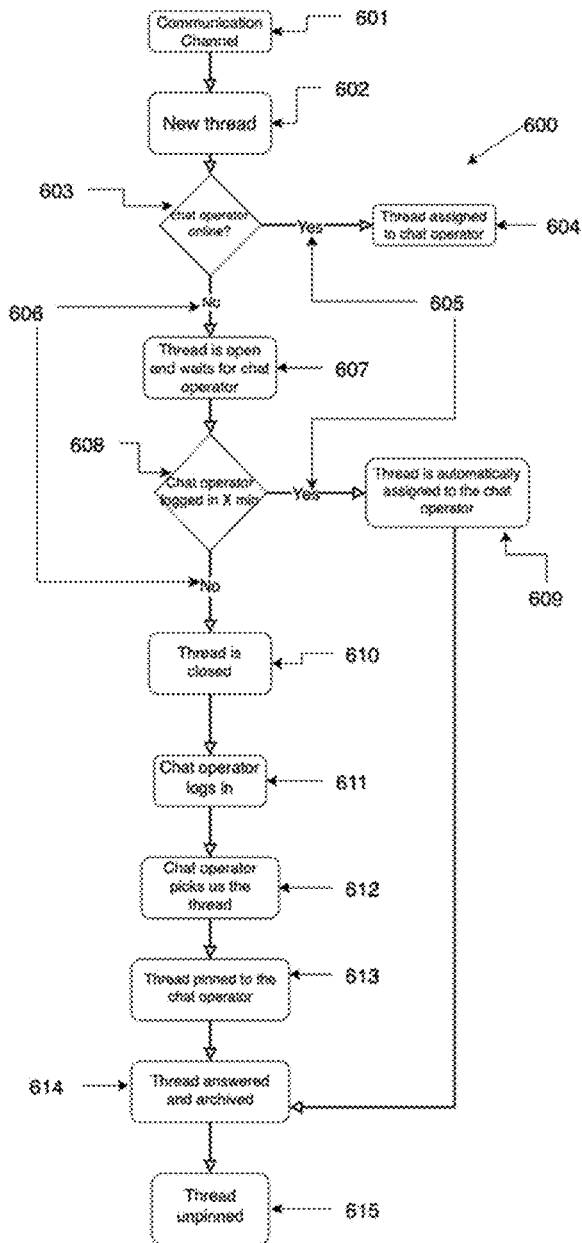 Communication
Channel
601
New thread
602
600
603
chat operator
online?
Yes
Thread assigned
to chat operator
604
605
606
No
Thread is open
and waits for chat
operator
607
608
Chat operator
logged in X min
Yes
Thread is automatically
assigned to the chat
operator
609
No
Thread is
closed
610
Chat operator
logs in
611
Chat operator
picks us the
thread
612
Thread pinned to the
chat operator
613
614
Thread answered
and archived
Thread
unpinned
615